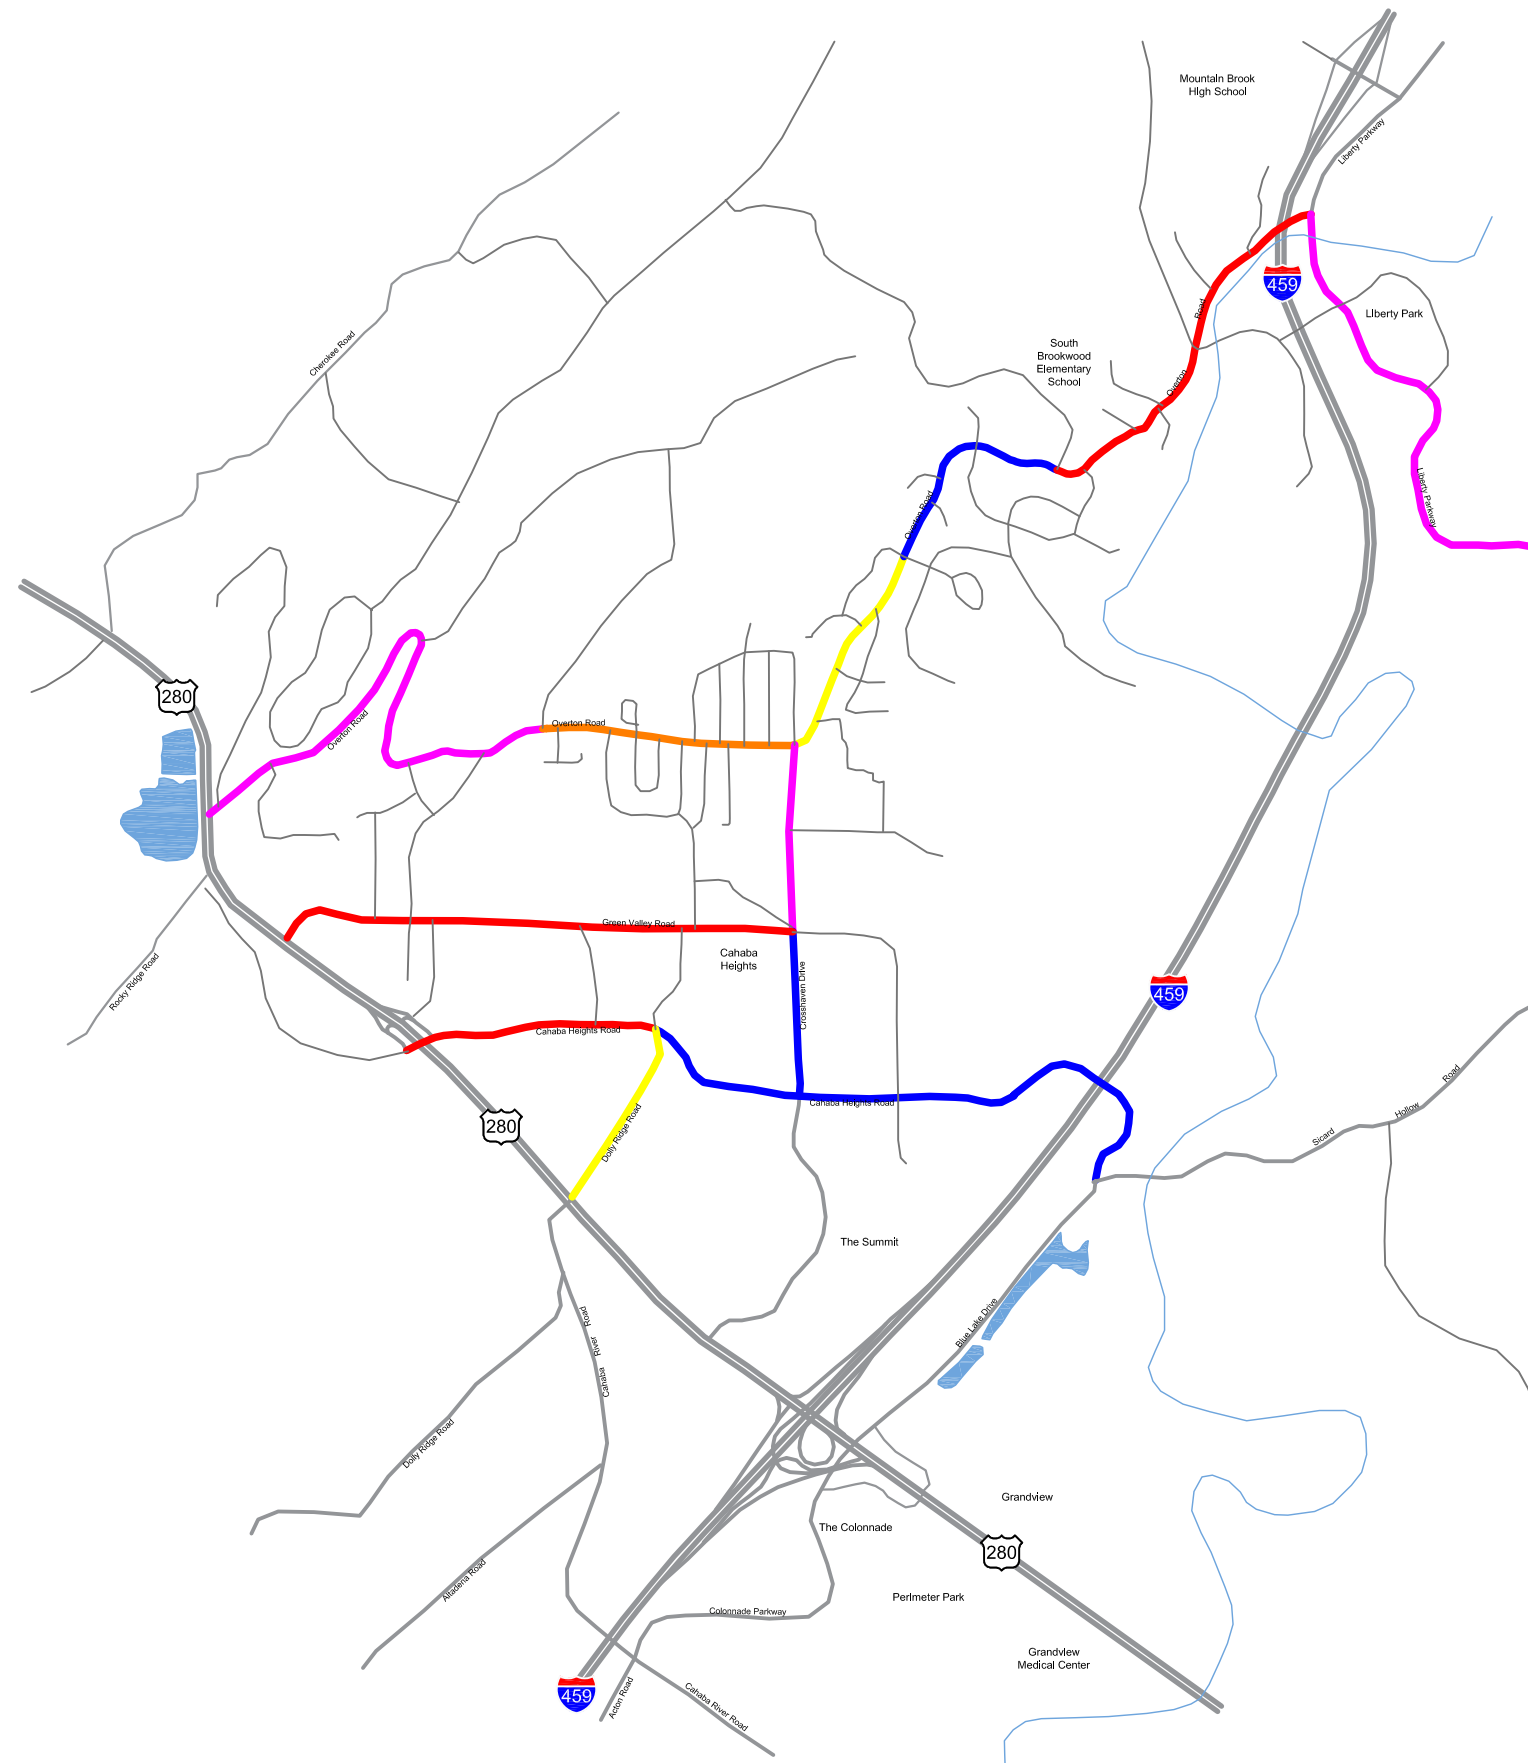 Mountain Brook
HIgh School
Liberty Parkway
459
Road
LIberty Park
Cherokee Road
South
Brookwood
Elementary
School
Overton
Liberty Parkway
Overton Road
280
Overton Road
Overton Road
Green Valley Road
Cahaba
Heights
Rocky Ridge Road
Crosshaven Drive
459
Cahaba Heights Road
Road
Cahaba Heights Road
Hollow
280
Dolly Ridge Road
Sicard
The Summit
Blue Lake Drive
Road
River
Cahaba
Dolly Ridge Road
Grandview
The Colonnade
280
Altadena Road
PerImeter Park
Colonnade Parkway
GrandvIew
Medical Center
459
Acton Road
Cahaba River Road